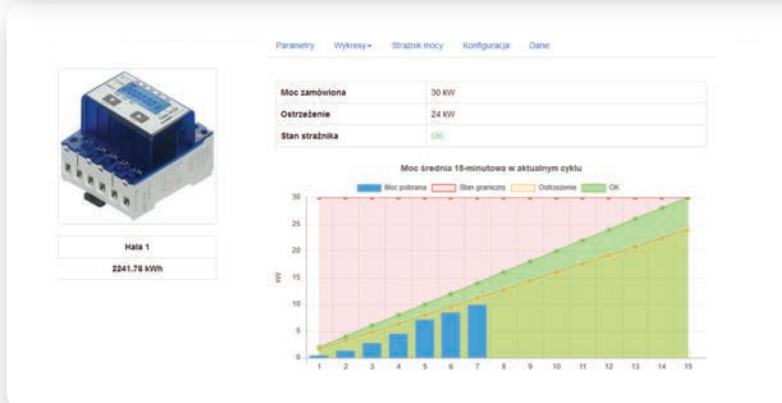 Parametry Wykresy Strażnik mocy Konfiguracja Dane
Moc zamówiona 30 kW
Ostrzeżenie 24 kW
Stan strażnika OK
Hala 1
2241.76 kWh
Moc średnia 15-minutowa w aktualnym cyklu
Moc pobrana Stan graniczny Ostrzeżenie OK
kW
30
25
20
15
10
5
0
1 2 3 4 5 6 7 8 9 10 11 12 13 14 15